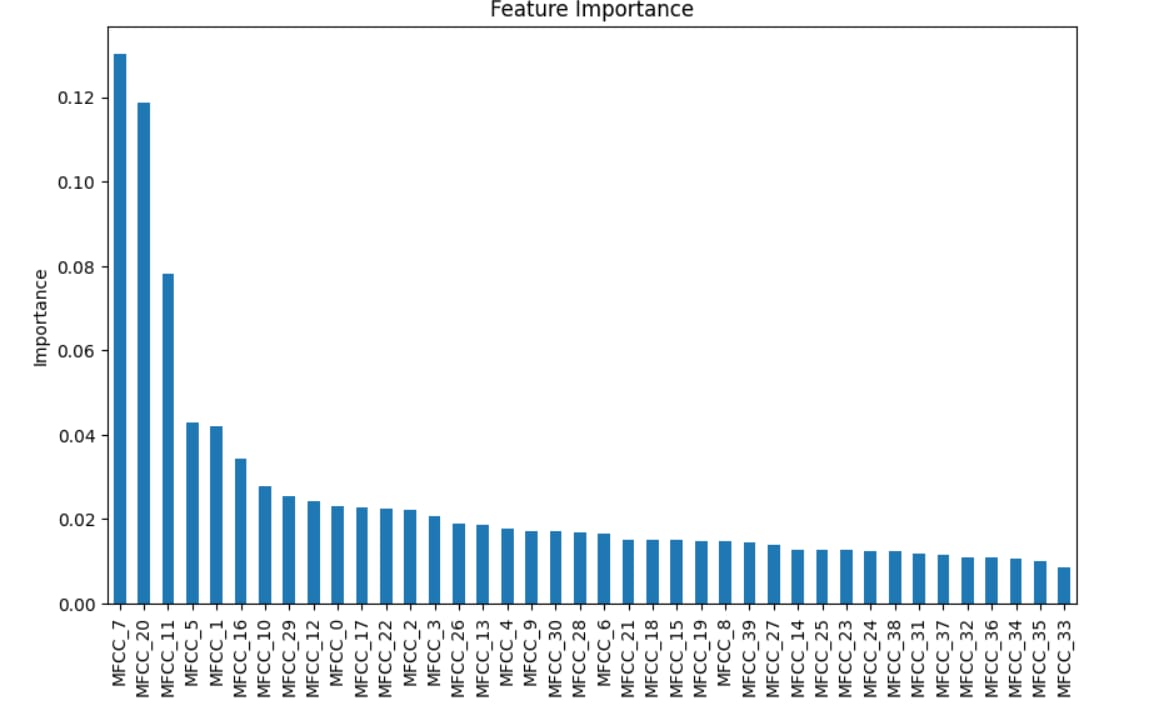 Feature Importance
Importance
0.12
0.10
0.08
0.06
0.04
0.02
0.00
MFCC_7
MFCC_20
MFCC_11
MFCC_5
MFCC_1
MFCC_16
MFCC_10
MFCC_29
MFCC_12
MFCC_0
MFCC_17
MFCC_22
MFCC_2
MFCC_3
MFCC_26
MFCC_13
MFCC_4
MFCC_9
MFCC_30
MFCC_28
MFCC_6
MFCC_21
MFCC_18
MFCC_15
MFCC_19
MFCC_8
MFCC_39
MFCC_27
MFCC_14
MFCC_25
MFCC_23
MFCC_24
MFCC_38
MFCC_31
MFCC_37
MFCC_32
MFCC_36
MFCC_34
MFCC_35
MFCC_33